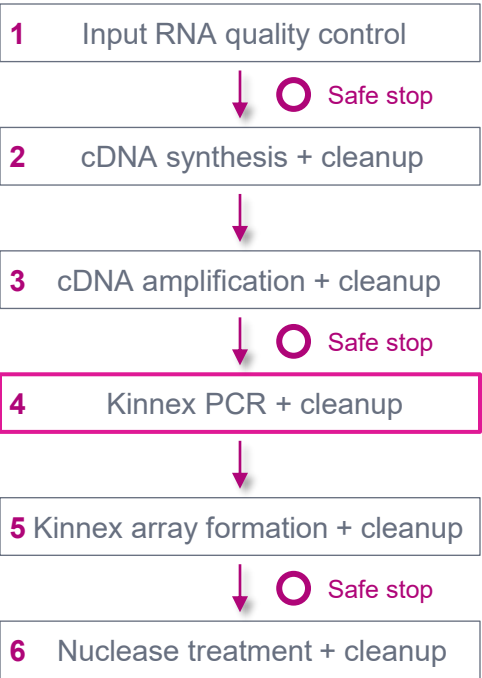 1 Input RNA quality control
Safe stop
2 cDNA synthesis + cleanup
3 cDNA amplification + cleanup
Safe stop
4 Kinnex PCR + cleanup
5 Kinnex array formation + cleanup
Safe stop
6 Nuclease treatment + cleanup